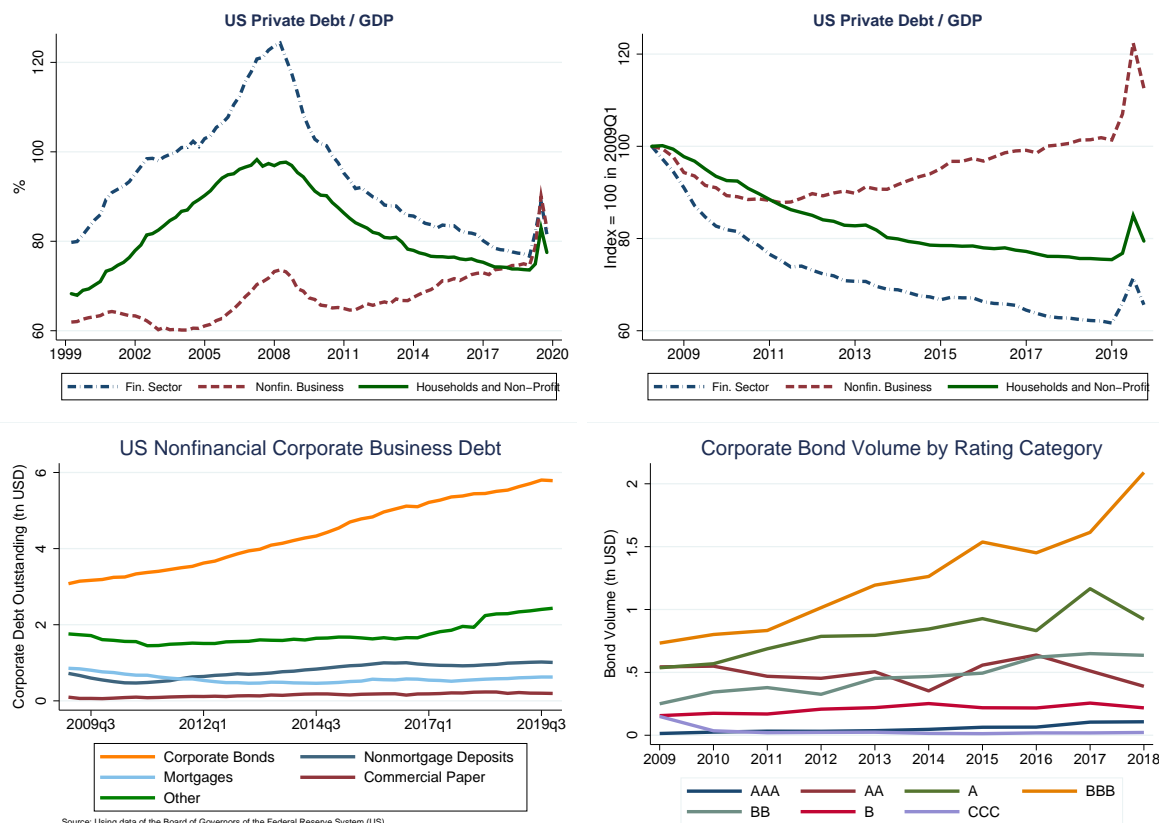 US Private Debt / GDP
%
120
100
80
60
1999 2002 2005 2008 2011 2014 2017 2020
Fin. Sector Nonfin. Business Households and Non−Profit
US Private Debt / GDP
Index = 100 in 2009Q1
120
100
80
60
2009 2011 2013 2015 2017 2019
Fin. Sector Nonfin. Business Households and Non−Profit
US Nonfinancial Corporate Business Debt
Corporate Debt Outstanding (tn USD)
6
4
2
0
2009q3 2012q1 2014q3 2017q1 2019q3
Corporate Bonds Nonmortgage Deposits
Mortgages Commercial Paper
Other
Source: Using data of the Board of Governors of the Federal Reserve System (US)
Corporate Bond Volume by Rating Category
Bond Volume (tn USD)
2
1.5
1
.5
0
2009 2010 2011 2012 2013 2014 2015 2016 2017 2018
AAA AA A BBB
BB B CCC